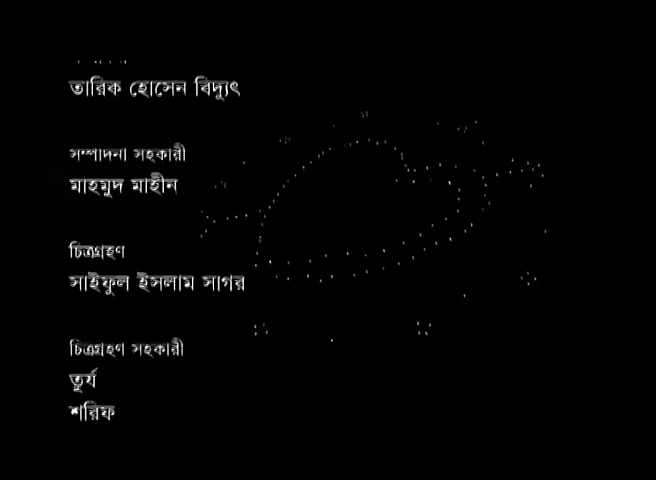 তারিক হোসেন বিদ্যুৎ
সম্পাদনা সহকারী
মাহমুদ মাহীন
চিত্রগ্রহণ
সাইফুল ইসলাম সাগর
চিত্রগ্রহণ সহকারী
তুর্য
শরিফ